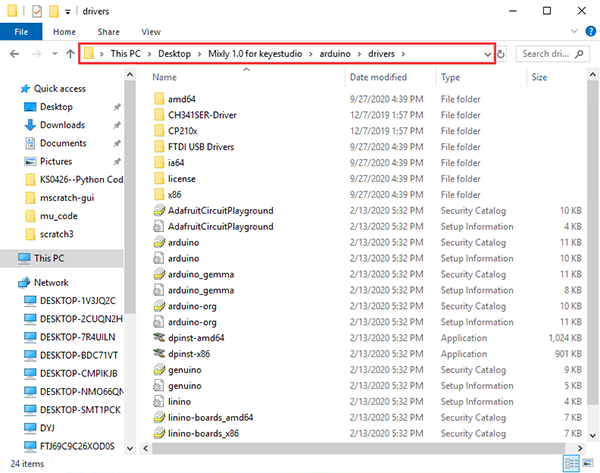 drivers
File Home Share View
This PC Desktop Mixly 1.0 for keyestudio arduino drivers Search dri...
Name Date modified Type Size
Quick access
Desktop
Downloads
Documents
Pictures
KS0426--Python Cod
mscratch-gui
mu_code
scratch3
This PC
Network
DESKTOP-1V3JQ2C
DESKTOP-2CUQN2H
DESKTOP-7R4UILN
DESKTOP-BDC71VT
DESKTOP-CMPIKJB
DESKTOP-NMO66QN
DESKTOP-SMT1PCK
DYJ
FTJ69C9C26XOD0S
amd64 9/27/2020 4:39 PM File folder
CH341SER-Driver 12/7/2019 1:57 PM File folder
CP210x 12/7/2019 1:57 PM File folder
FTDI USB Drivers 9/27/2020 4:39 PM File folder
ia64 9/27/2020 4:39 PM File folder
license 9/27/2020 4:39 PM File folder
x86 9/27/2020 4:39 PM File folder
AdafruitCircuitPlayground 2/13/2020 5:32 PM Security Catalog 10 KB
AdafruitCircuitPlayground 2/13/2020 5:32 PM Setup Information 4 KB
arduino 2/13/2020 5:32 PM Security Catalog 11 KB
arduino 2/13/2020 5:32 PM Setup Information 10 KB
arduino_gemma 2/13/2020 5:32 PM Security Catalog 11 KB
arduino_gemma 2/13/2020 5:32 PM Setup Information 8 KB
arduino-org 2/13/2020 5:32 PM Security Catalog 10 KB
arduino-org 2/13/2020 5:32 PM Setup Information 11 KB
dpinst-amd64 2/13/2020 5:32 PM Application 1,024 KB
dpinst-x86 2/13/2020 5:32 PM Application 901 KB
genuino 2/13/2020 5:32 PM Security Catalog 9 KB
genuino 2/13/2020 5:32 PM Setup Information 5 KB
linino 2/13/2020 5:32 PM Setup Information 4 KB
linino-boards_amd64 2/13/2020 5:32 PM Security Catalog 7 KB
linino-boards_x86 2/13/2020 5:32 PM Security Catalog 7 KB
24 items